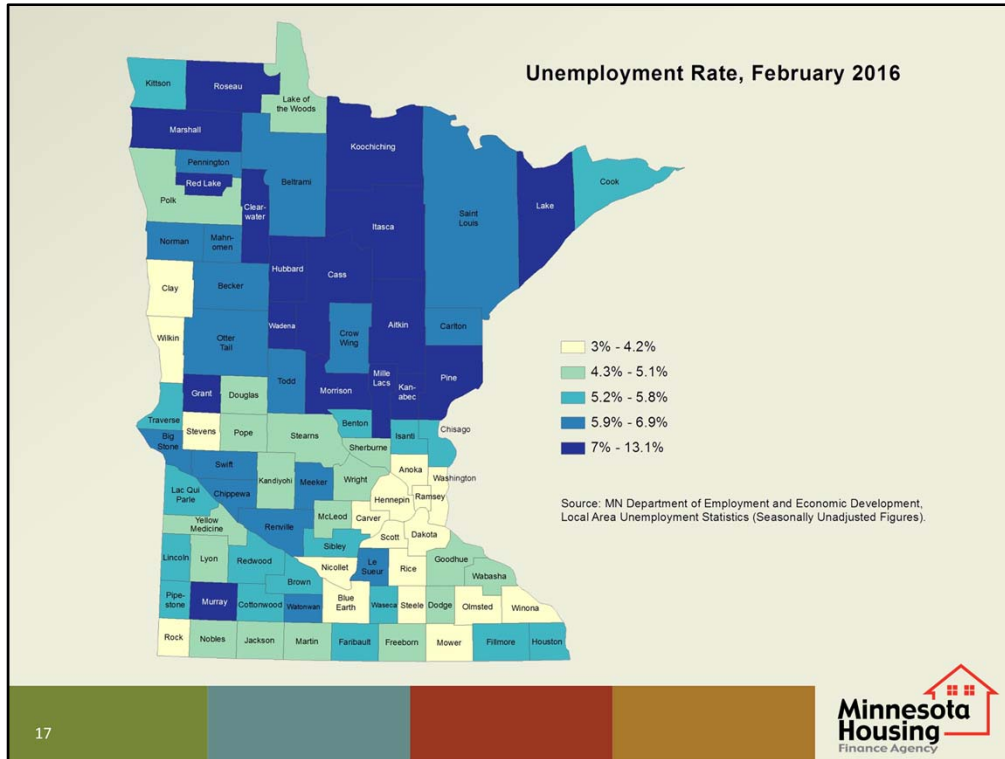 Unemployment Rate, February 2016
Kittson
Roseau
Lake of
the Woods
Marshall
Koochiching
Pennington
Red Lake
Beltrami
Polk
Clear-
water
Itasca
Saint
Louis
Lake
Cook
Norman
Mahn-
omen
Hubbard
Cass
Clay
Becker
Wadena
Crow
Wing
Aitkin
Carlton
Wilkin
Otter
Tail
Todd
Morrison
Mille
Lacs
Kan-
abec
Pine
Grant
Douglas
Traverse
Benton
Isanti
Chisago
Stevens
Pope
Stearns
Big
Stone
Sherburne
Swift
Kandiyohi
Meeker
Wright
Anoka
Washington
Hennepin
Ramsey
Lac Qui
Parle
Chippewa
Renville
McLeod
Carver
Scott
Dakota
Yellow
Medicine
Sibley
Lincoln
Lyon
Redwood
Nicollet
Le
Sueur
Rice
Goodhue
Wabasha
Brown
Pipe-
stone
Murray
Cottonwood
Watonwan
Blue
Earth
Waseca
Steele
Dodge
Olmsted
Winona
Rock
Nobles
Jackson
Martin
Faribault
Freeborn
Mower
Fillmore
Houston
3% - 4.2%
4.3% - 5.1%
5.2% - 5.8%
5.9% - 6.9%
7% - 13.1%
Source: MN Department of Employment and Economic Development,
Local Area Unemployment Statistics (Seasonally Unadjusted Figures).
17
Minnesota
Housing
Finance Agency